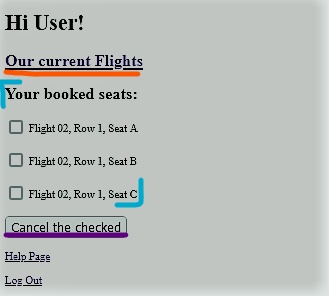 Hi User!
Our current Flights
Your booked seats:
Flight 02, Row 1, Seat A
Flight 02, Row 1, Seat B
Flight 02, Row 1, Seat C
Cancel the checked
Help Page
Log Out